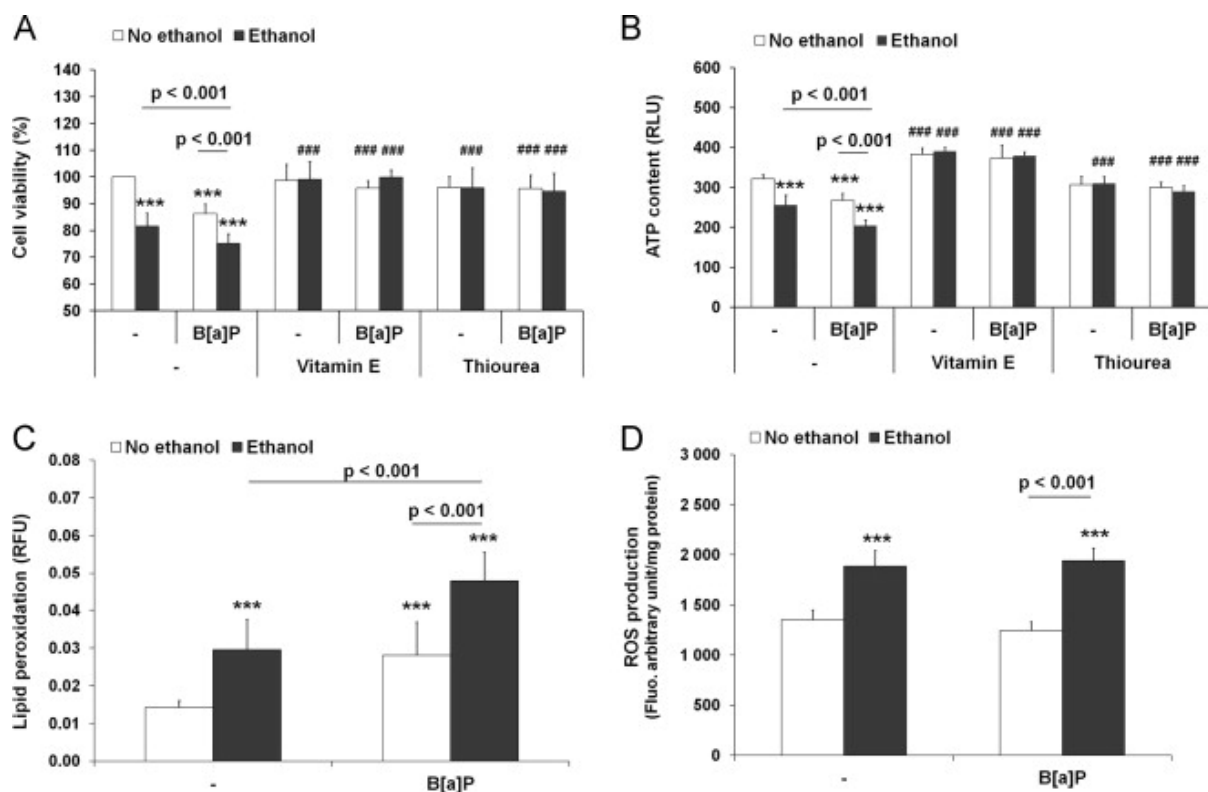 A
No ethanol Ethanol
Cell viability (%)
140
130
120
110
100
90
80
70
60
50
p < 0.001
p < 0.001
***
***
***
###
### ###
###
### ###
- B[a]P - B[a]P - B[a]P
- Vitamin E Thiourea
B
No ethanol Ethanol
ATP content (RLU)
600
500
400
300
200
100
0
p < 0.001
p < 0.001
***
***
***
### ###
### ###
###
### ###
- B[a]P - B[a]P - B[a]P
- Vitamin E Thiourea
C
No ethanol Ethanol
Lipid peroxidation (RFU)
0.08
0.07
0.06
0.05
0.04
0.03
0.02
0.01
0.00
p < 0.001
p < 0.001
***
***
***
- B[a]P
D
No ethanol Ethanol
ROS production
(Fluo. arbitrary unit/mg protein)
3 000
2 500
2 000
1 500
1 000
500
0
p < 0.001
***
***
- B[a]P